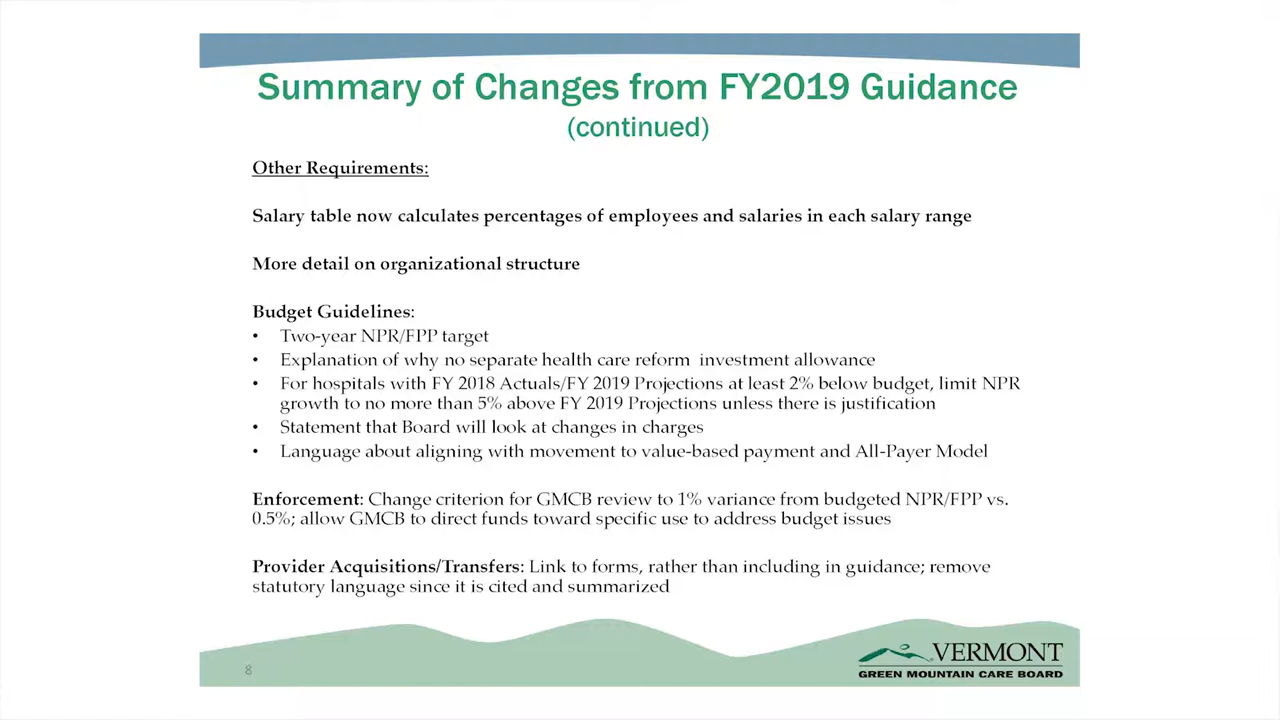 Summary of Changes from FY2019 Guidance
(continued)
Other Requirements:
Salary table now calculates percentages of employees and salaries in each salary range
More detail on organizational structure
Budget Guidelines:
• Two-year NPR/FPP target
• Explanation of why no separate health care reform investment allowance
• For hospitals with FY 2018 Actuals/FY 2019 Projections at least 2% below budget, limit NPR
growth to no more than 5% above FY 2019 Projections unless there is justification
• Statement that Board will look at changes in charges
• Language about aligning with movement to value-based payment and All-Payer Model
Enforcement: Change criterion for GMCB review to 1% variance from budgeted NPR/FPP vs.
0.5%; allow GMCB to direct funds toward specific use to address budget issues
Provider Acquisitions/Transfers: Link to forms, rather than including in guidance; remove
statutory language since it is cited and summarized
8
VERMONT
GREEN MOUNTAIN CARE BOARD